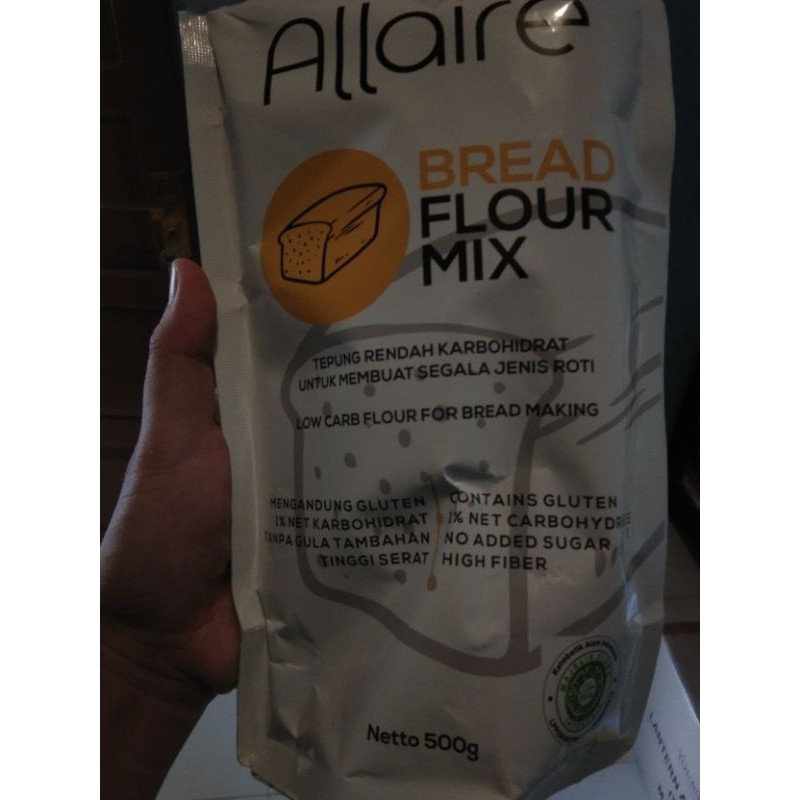 Allaire
BREAD
FLOUR
MIX
TEPUNG RENDAH KARBOHIDRAT
UNTUK MEMBUAT SEGALA JENIS ROTI
LOW CARB FLOUR FOR BREAD MAKING
MENGANDUNG GLUTEN
1% NET KARBOHIDRAT
TANPA GULA TAMBAHAN
TINGGI SERAT
CONTAINS GLUTEN
1% NET CARBOHYDRATE
NO ADDED SUGAR
HIGH FIBER
Netto 500g
LANTERN